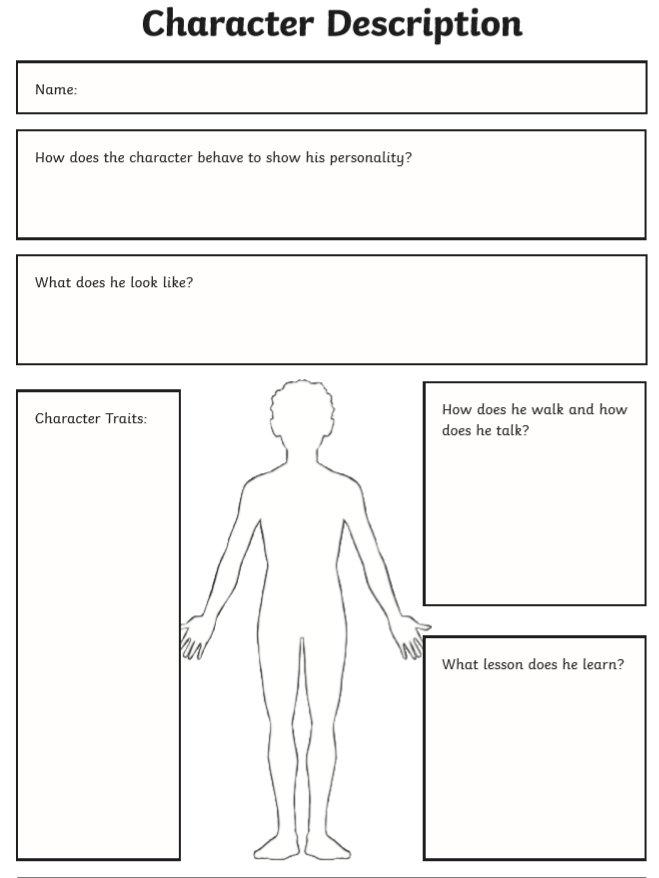 Character Description
Name:
How does the character behave to show his personality?
What does he look like?
Character Traits:
How does he walk and how
does he talk?
What lesson does he learn?